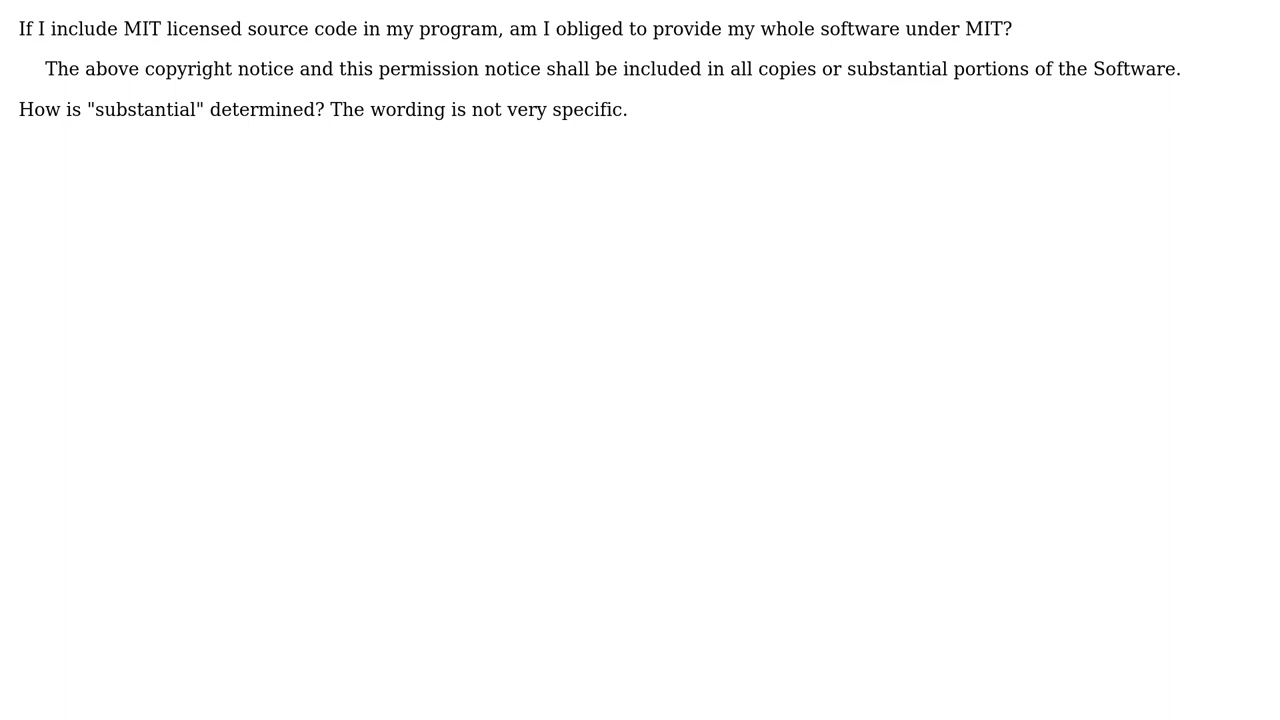 If I include MIT licensed source code in my program, am I obliged to provide my whole software under MIT?
The above copyright notice and this permission notice shall be included in all copies or substantial portions of the Software.
How is "substantial" determined? The wording is not very specific.